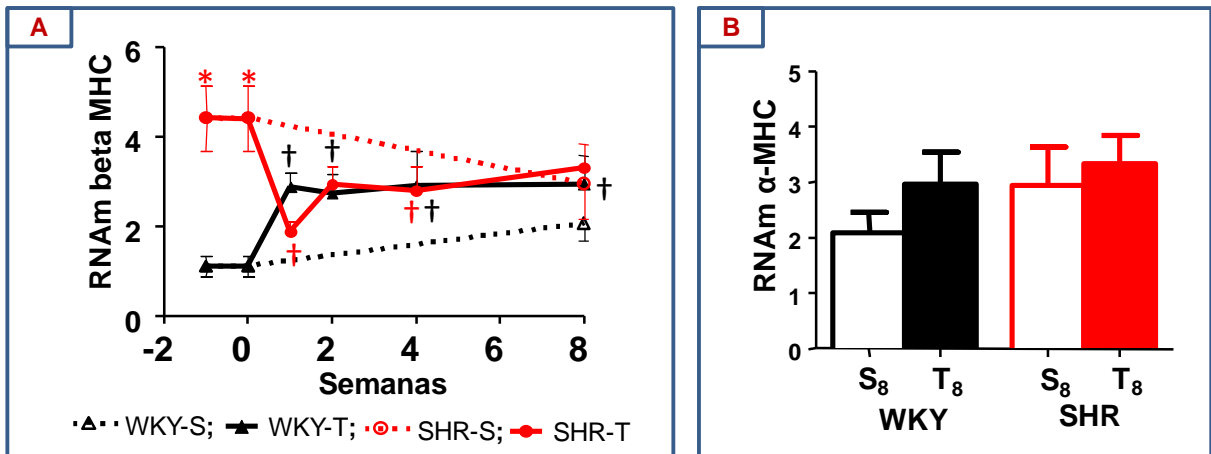 A
RNAm beta MHC
6
4
2
0
* *
† †
† † †
†
-2 0 2 4 6 8
Semanas
WKY-S; WKY-T; SHR-S; SHR-T
B
RNAm α-MHC
5
4
3
2
1
0
S8 T8 S8 T8
WKY SHR